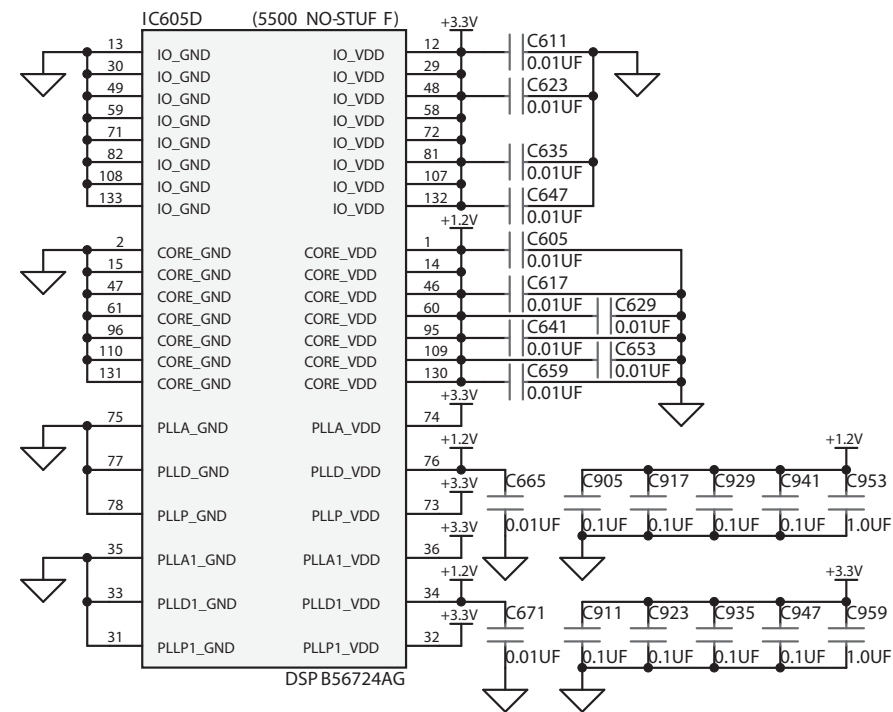 IC605D (5500 NO-STUF F)
+3.3V
13 IO_GND IO_VDD 12 C611
0.01UF
30 IO_GND IO_VDD 29
49 IO_GND IO_VDD 48 C623
0.01UF
59 IO_GND IO_VDD 58
71 IO_GND IO_VDD 72
82 IO_GND IO_VDD 81 C635
0.01UF
108 IO_GND IO_VDD 107
133 IO_GND IO_VDD 132 C647
0.01UF
+1.2V
2 CORE_GND CORE_VDD 1 C605
0.01UF
15 CORE_GND CORE_VDD 14
47 CORE_GND CORE_VDD 46 C617
0.01UF
61 CORE_GND CORE_VDD 60 C629
0.01UF
96 CORE_GND CORE_VDD 95 C641
0.01UF
110 CORE_GND CORE_VDD 109 C653
0.01UF
131 CORE_GND CORE_VDD 130 C659
0.01UF
+3.3V
75 PLLA_GND PLLA_VDD 74
+1.2V
+1.2V
77 PLLD_GND PLLD_VDD 76
C665 C905 C917 C929 C941 C953
+3.3V
0.01UF 0.1UF 0.1UF 0.1UF 0.1UF 1.0UF
78 PLLP_GND PLLP_VDD 73
+3.3V
35 PLLA1_GND PLLA1_VDD 36
+1.2V
+3.3V
33 PLLD1_GND PLLD1_VDD 34
C671 C911 C923 C935 C947 C959
+3.3V
0.01UF 0.1UF 0.1UF 0.1UF 0.1UF 1.0UF
31 PLLP1_GND PLLP1_VDD 32
DSP B56724AG